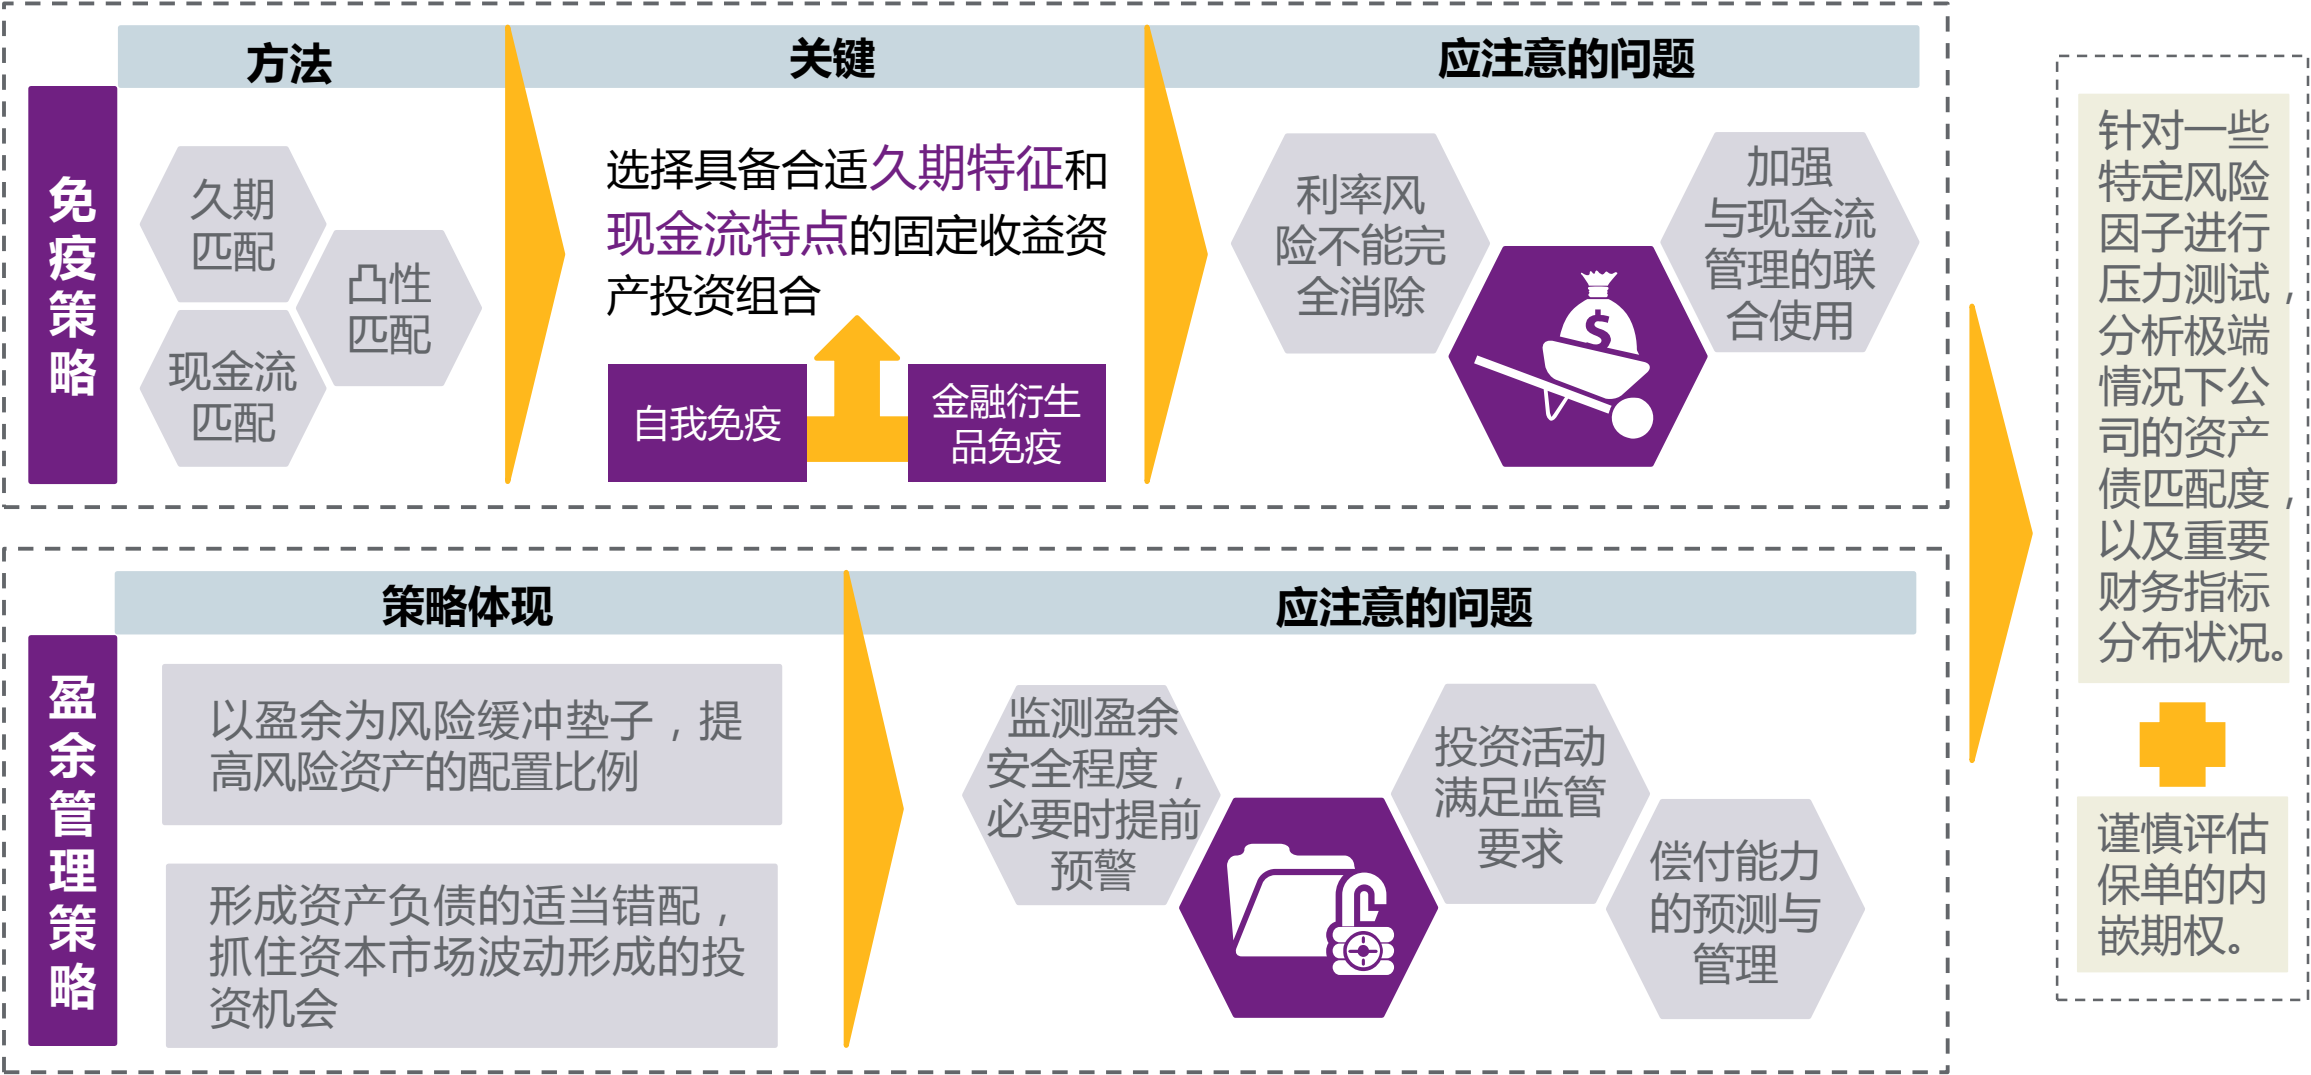 方法
关键
应注意的问题
免疫策略
久期
匹配
凸性
匹配
现金流
匹配
选择具备合适久期特征和
现金流特点的固定收益资
产投资组合
自我免疫
金融衍生
品免疫
利率风
险不能完
全消除
$
加强
与现金流
管理的联
合使用
策略体现
应注意的问题
盈余管理策略
以盈余为风险缓冲垫子，提
高风险资产的配置比例
形成资产负债的适当错配，
抓住资本市场波动形成的投
资机会
监测盈余
安全程度，
必要时提前
预警
投资活动
满足监管
要求
偿付能力
的预测与
管理
针对一些
特定风险
因子进行
压力测试，
分析极端
情况下公
司的资产
债匹配度，
以及重要
财务指标
分布状况。
谨慎评估
保单的内
嵌期权。